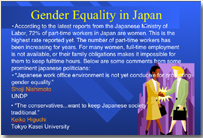 Gender Equality in Japan
• According to the latest reports from the Japanese Ministry of
Labor, 72% of part-time workers in Japan are women. This is the
highest rate reported yet. The number of part-time workers has
been increasing for years. For many women, full-time employment
is not available, or their family obligations makes it impossible for
them to keep fulltime hours. Below are some comments from some
prominent Japanese politicians:
• "Japanese work office environment is not yet conducive for promoting
gender equality."
Shoji Nishimoto
UNDP
• "The conservatives...want to keep Japanese society
traditional."
Keiko Higuchi
Tokyo Kasei University